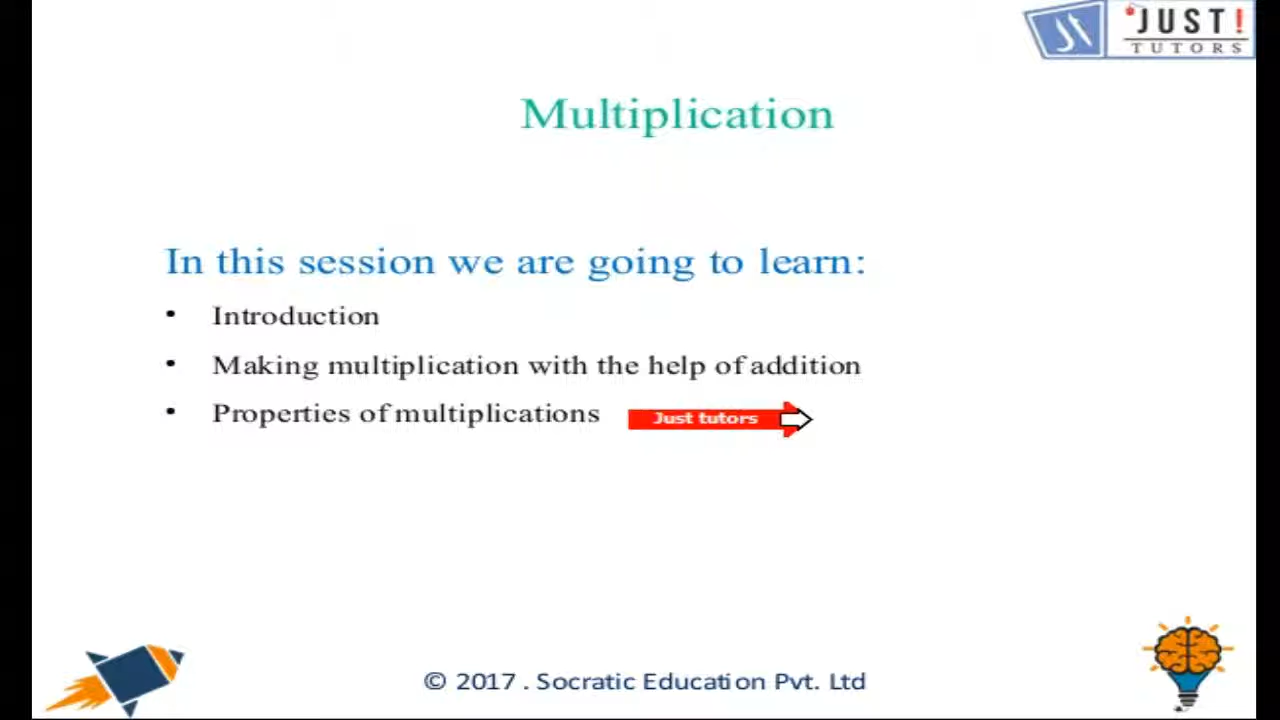 JUST!
TUTORS
Multiplication
In this session we are going to learn:
• Introduction
• Making multiplication with the help of addition
• Properties of multiplications
Just tutors
© 2017 . Socratic Education Pvt. Ltd